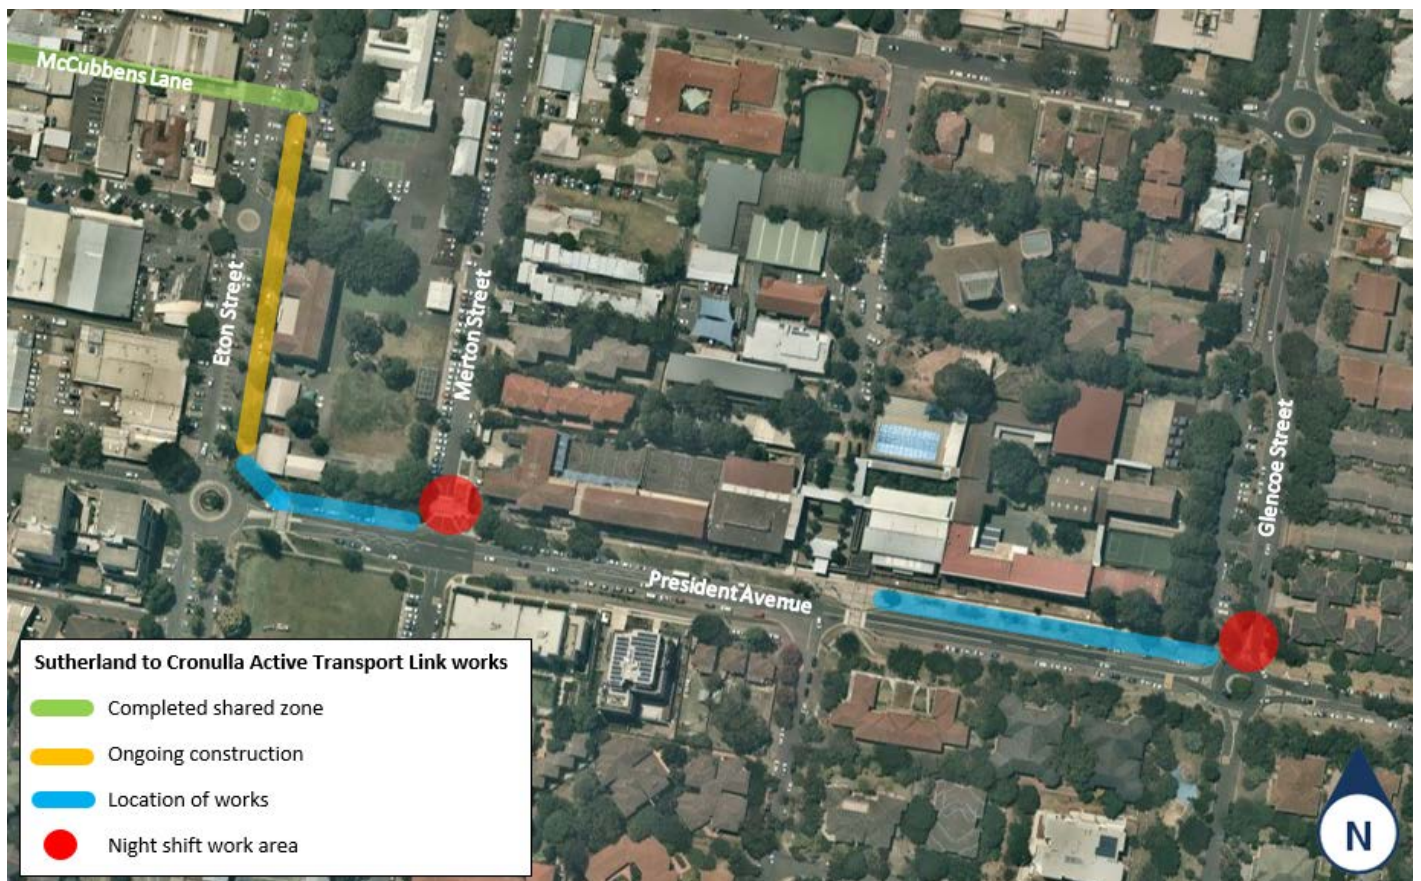 McCubbens Lane
Eton Street
Merton Street
Glencoe Street
President Avenue
Sutherland to Cronulla Active Transport Link works
Completed shared zone
Ongoing construction
Location of works
Night shift work area
N